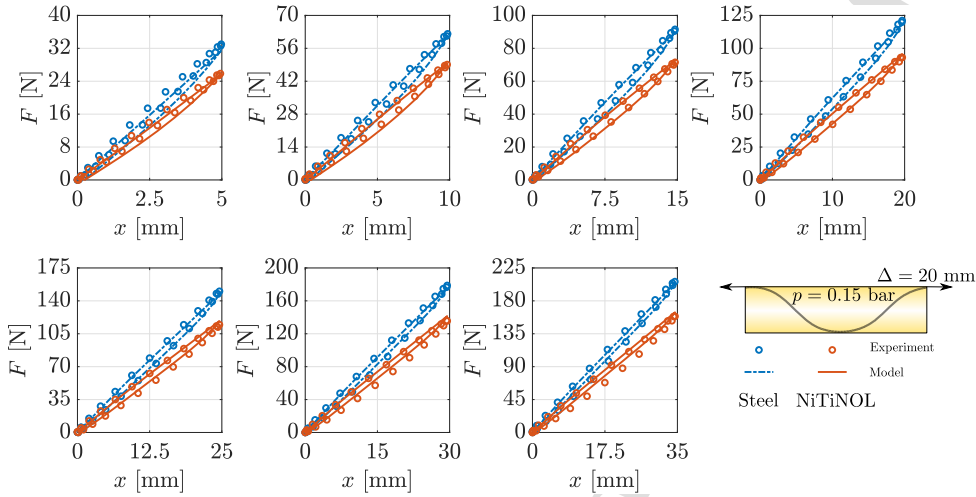 32
24
16
8
0
F [N]
0 2.5 5
x [mm]
70
56
42
28
14
0
F [N]
0 5 10
x [mm]
100
80
60
40
20
0
F [N]
0 7.5 15
x [mm]
125
100
75
50
25
0
F [N]
0 10 20
x [mm]
175
140
105
70
35
0
F [N]
0 12.5 25
x [mm]
200
160
120
80
40
0
F [N]
0 15 30
x [mm]
225
180
135
90
45
0
F [N]
0 17.5 35
x [mm]
Δ = 20 mm
p = 0.15 bar
Experiment
Model
Steel NiTiNOL